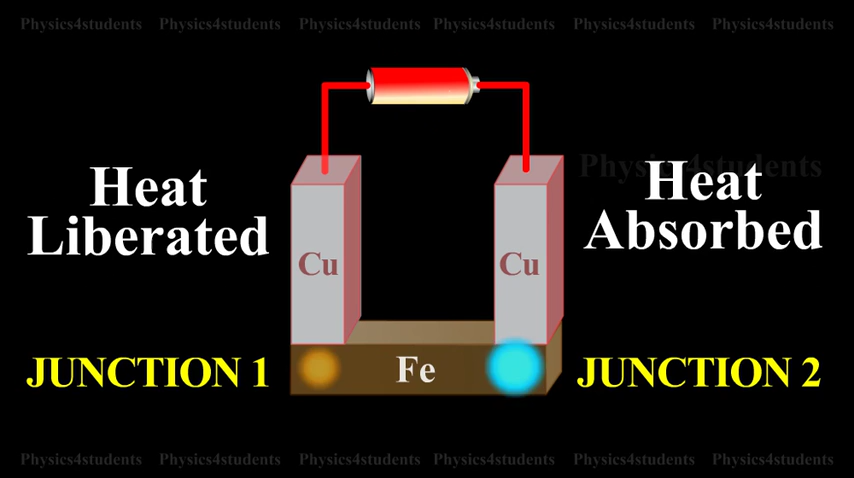 Physics4students Physics4students Physics4students Physics4students Physics4students Physics4students
Physics4students
Heat
Liberated
Heat
Absorbed
Cu
Cu
JUNCTION 1
Fe
JUNCTION 2
Physics4students Physics4students Physics4students Physics4students Physics4students Physics4students